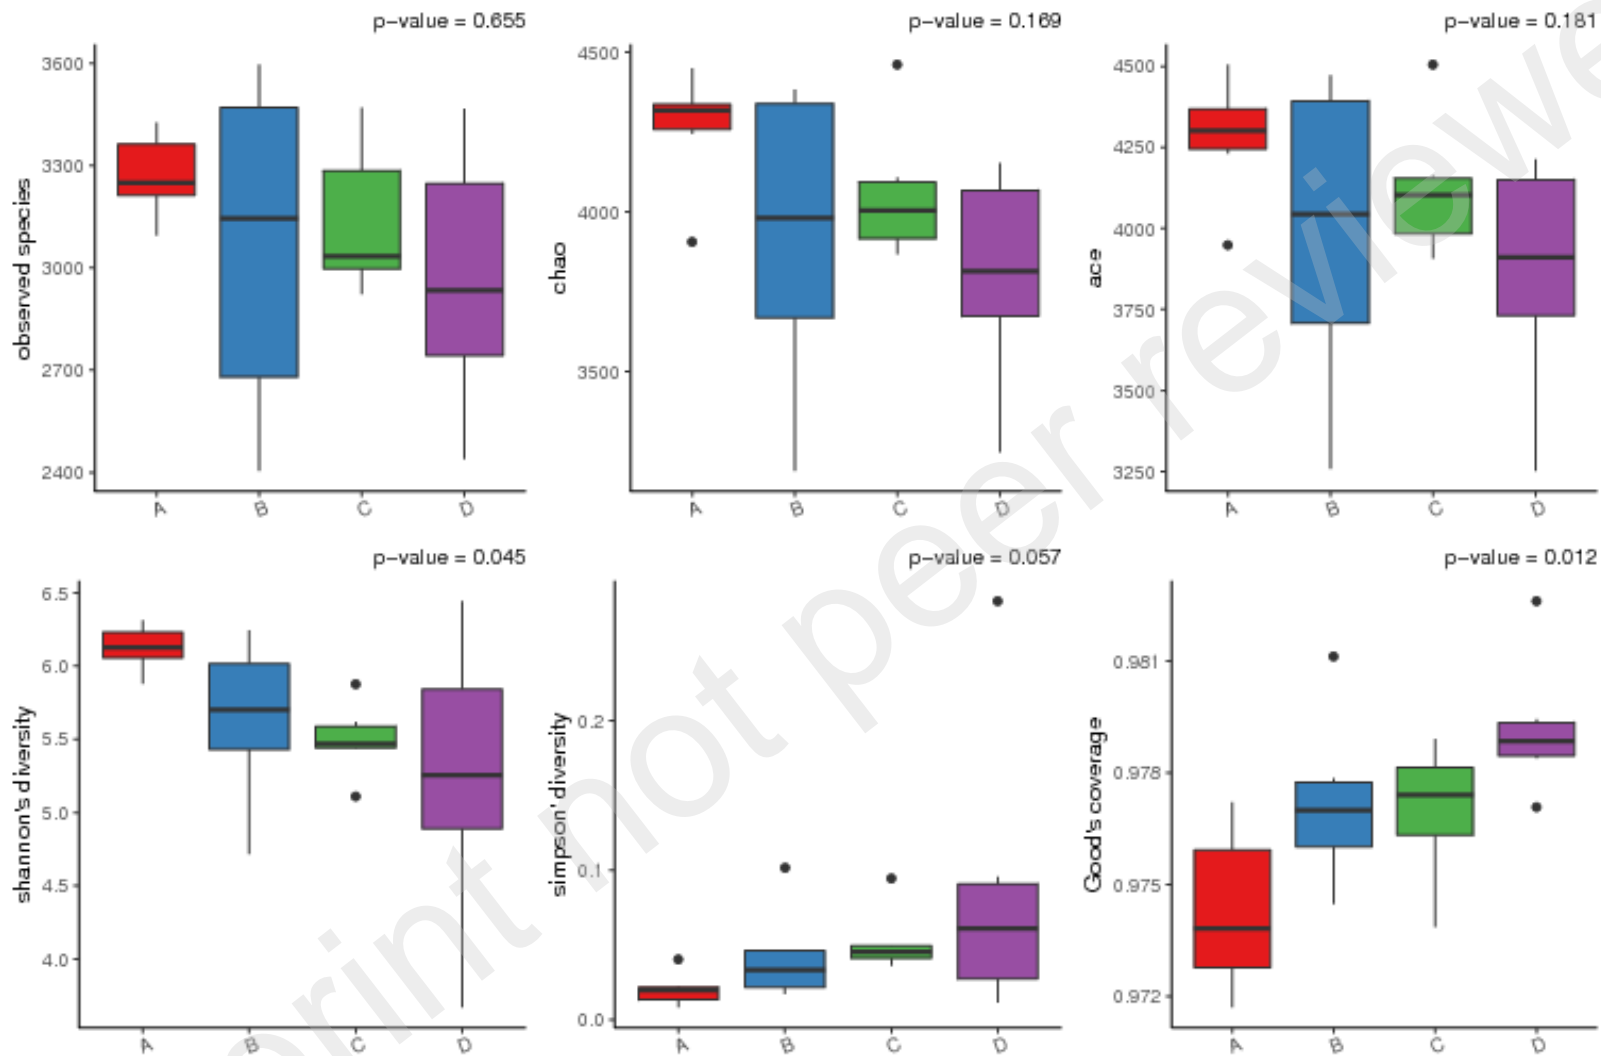 p-value = 0.655
3600
3300
3000
2700
2400
observed species
A B C D
p-value = 0.169
4500
4000
3500
chao
A B C D
p-value = 0.181
4500
4250
4000
3750
3500
3250
ace
A B C D
p-value = 0.045
6.5
6.0
5.5
5.0
4.5
4.0
shannon's diversity
A B C D
p-value = 0.057
0.2
0.1
0.0
simpson' diversity
A B C D
p-value = 0.012
0.981
0.978
0.975
0.972
Good's coverage
A B C D
print not peer reviewe